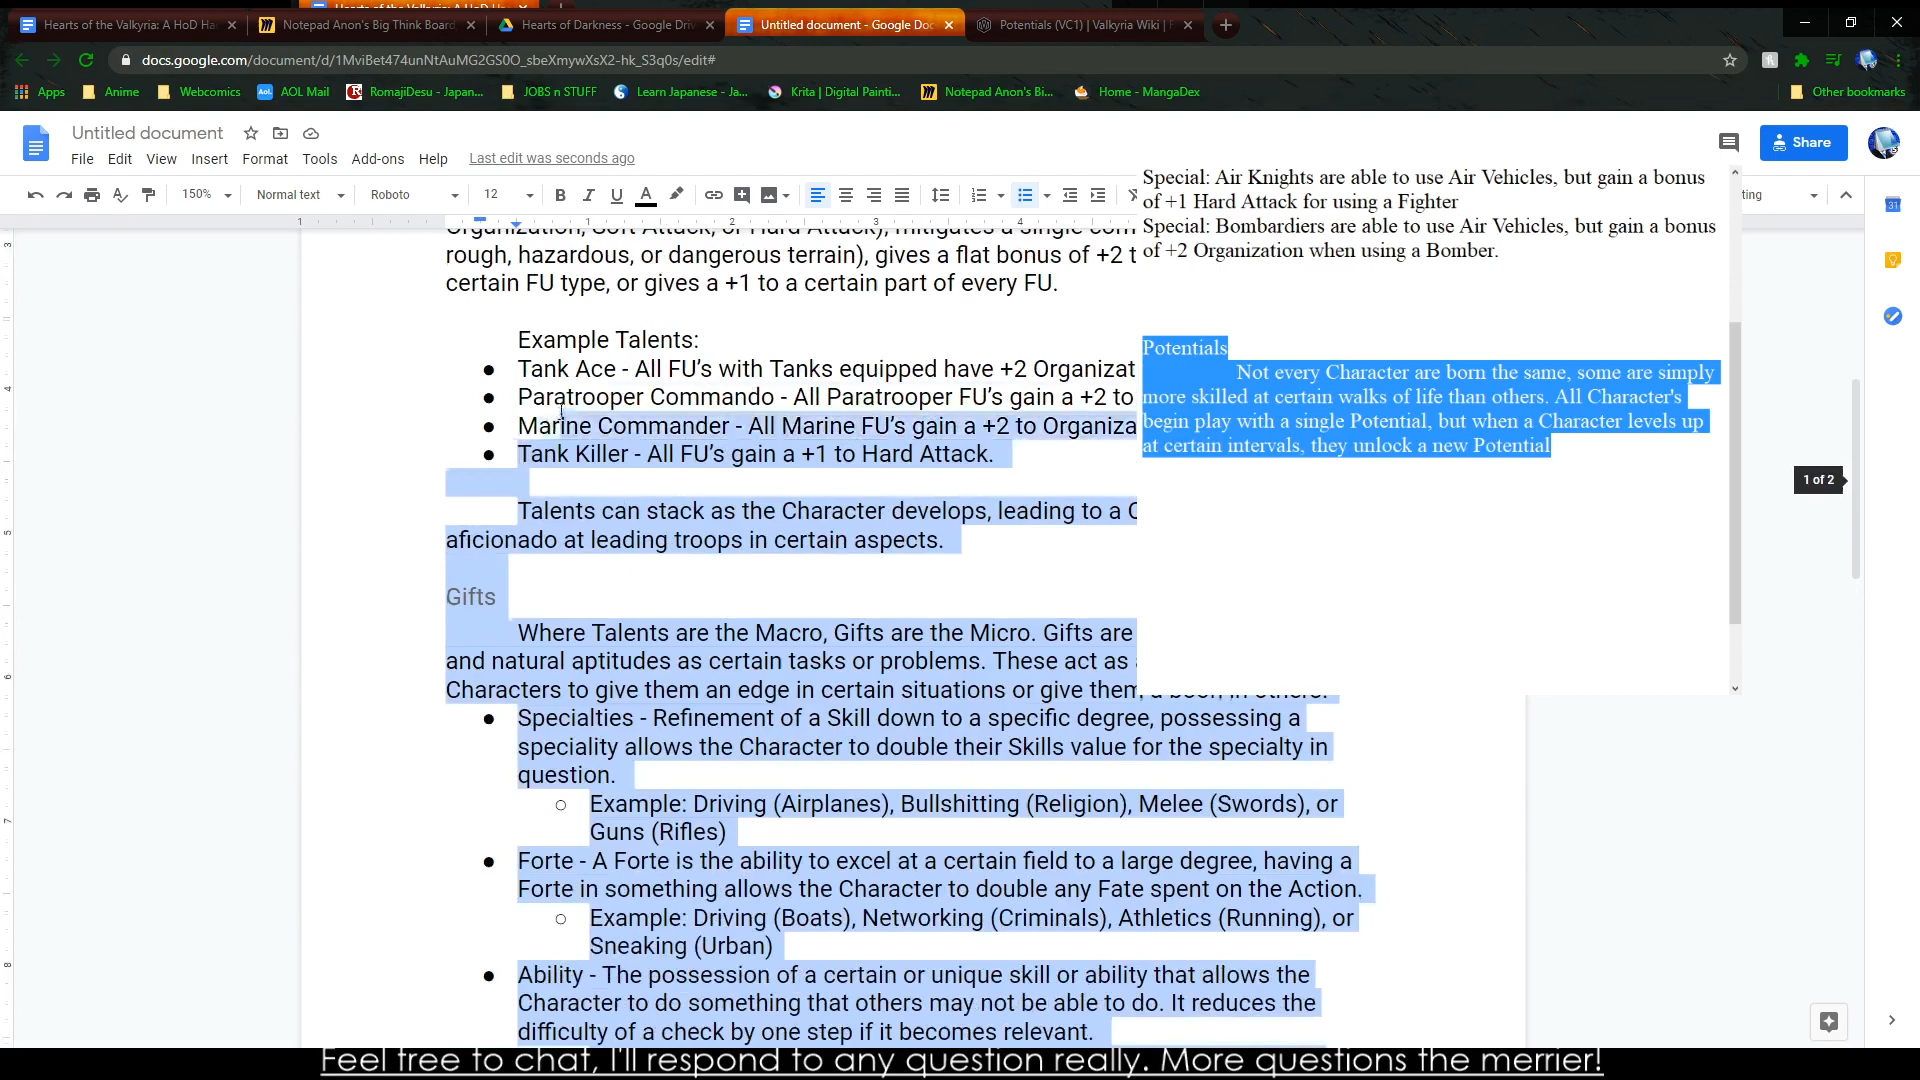 Hearts of the Valkyria: A HoD Ha
Notepad Anon's Big Think Board
Hearts of Darkness - Google Driv
Untitled document - Google Doc
Potentials (VC1) | Valkyria Wiki | F
docs.google.com/document/d/1MviBet474unNtAuMG2GS0O_sbeXmywXsX2-hk_S3q0s/edit#
Apps
Anime
Webcomics
AOL Mail
RomajiDesu - Japan...
JOBS n STUFF
Learn Japanese - Ja...
Krita | Digital Painti...
Notepad Anon's Bi...
Home - MangaDex
Other bookmarks
Untitled document
Share
File Edit View Insert Format Tools Add-ons Help Last edit was seconds ago
150% Normal text Roboto 12
ting
Special: Air Knights are able to use Air Vehicles, but gain a bonus
of +1 Hard Attack for using a Fighter
Special: Bombardiers are able to use Air Vehicles, but gain a bonus
of +2 Organization when using a Bomber.
Potentials
Not every Character are born the same, some are simply
more skilled at certain walks of life than others. All Character's
begin play with a single Potential, but when a Character levels up
at certain intervals, they unlock a new Potential
1 of 2
Organization, Soft Attack, or Hard Attack), mitigates a single
rough, hazardous, or dangerous terrain), gives a flat bonus of +2 t
certain FU type, or gives a +1 to a certain part of every FU.
Example Talents:
● Tank Ace - All FU's with Tanks equipped have +2 Organizat
● Paratrooper Commando - All Paratrooper FU's gain a +2 to
● Marine Commander - All Marine FU's gain a +2 to Organiza
● Tank Killer - All FU's gain a +1 to Hard Attack.
Talents can stack as the Character develops, leading to a C
aficionado at leading troops in certain aspects.
Gifts
Where Talents are the Macro, Gifts are the Micro. Gifts are
and natural aptitudes as certain tasks or problems. These act as
Characters to give them an edge in certain situations or give them a boon in others.
● Specialties - Refinement of a Skill down to a specific degree, possessing a
speciality allows the Character to double their Skills value for the specialty in
question.
○ Example: Driving (Airplanes), Bullshitting (Religion), Melee (Swords), or
Guns (Rifles)
● Forte - A Forte is the ability to excel at a certain field to a large degree, having a
Forte in something allows the Character to double any Fate spent on the Action.
○ Example: Driving (Boats), Networking (Criminals), Athletics (Running), or
Sneaking (Urban)
● Ability - The possession of a certain or unique skill or ability that allows the
Character to do something that others may not be able to do. It reduces the
difficulty of a check by one step if it becomes relevant.
Feel free to chat, I'll respond to any question really. More questions the merrier!